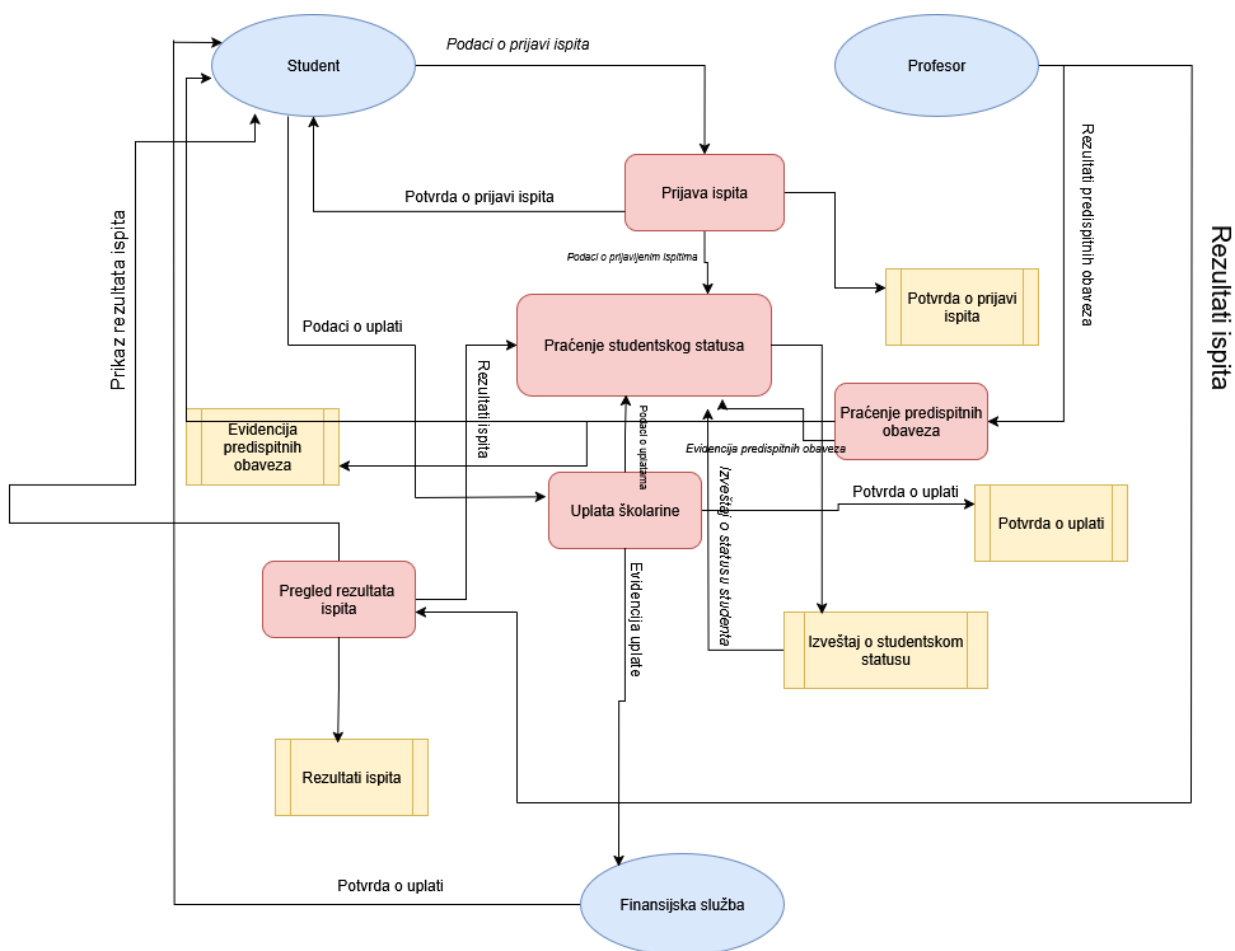 Podaci o prijavi ispita
Student
Profesor
Rezultati predispitnih obaveza
Prijava ispita
Potvrda o prijavi ispita
Rezultati ispita
Prikaz rezultata ispita
Podaci o prijavljenim ispitima
Potvrda o prijavi
ispita
Podaci o uplati
Praćenje studentskog statusa
Rezultati ispita
Praćenje predispitnih
obaveza
Evidencija
predispitnih
obaveza
Podaci o uplatama
Evidencija predispitnih obaveza
Izveštaj o status u studenta
Potvrda o uplati
Uplata školarine
Potvrda o uplati
Pregled rezultata
ispita
Evidencija uplate
Izveštaj o studentskom
statusu
Rezultati ispita
Potvrda o uplati
Finansijska služba